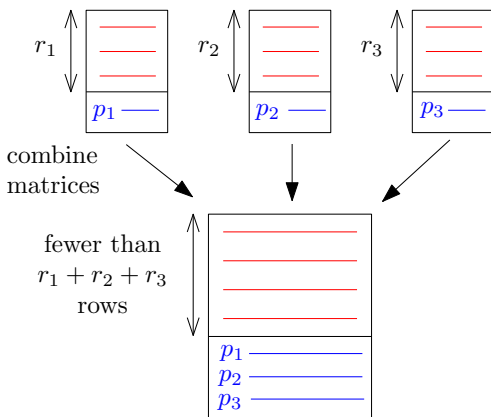 r₁ r₂ r₃
p₁ p₂ p₃
combine
matrices
fewer than
r₁ + r₂ + r₃
rows
p₁
p₂
p₃